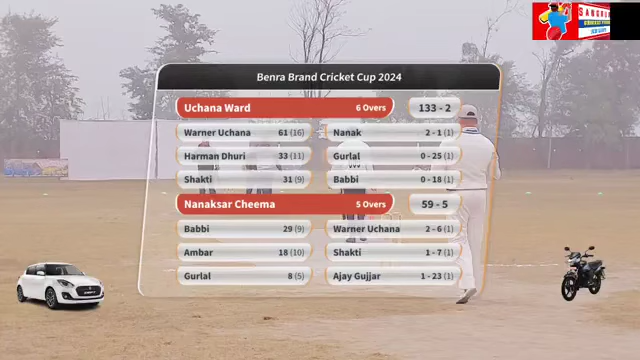 Benra Brand Cricket Cup 2024
Uchana Ward 6 Overs 133 - 2
Warner Uchana 61 (16) Nanak 2 - 1 (1)
Harman Dhuri 33 (11) Gurlal 0 - 25 (1)
Shakti 31 (9) Babbi 0 - 18 (1)
Nanaksar Cheema 5 Overs 59 - 5
Babbi 29 (9) Warner Uchana 2 - 6 (1)
Ambar 18 (10) Shakti 1 - 7 (1)
Gurlal 8 (5) Ajay Gujjar 1 - 23 (1)